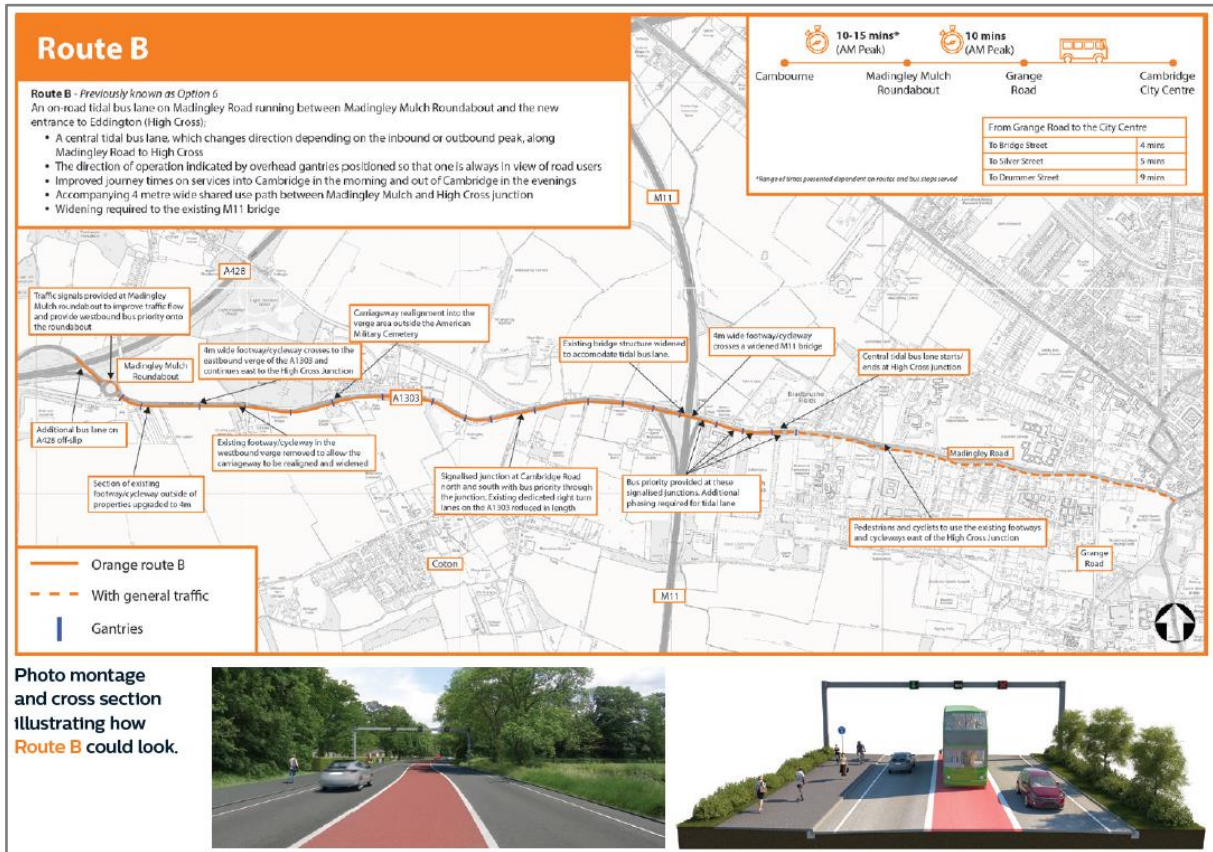 Route B
Route B - Previously known as Option 6
An on-road tidal bus lane on Madingley Road running between Madingley Mulch Roundabout and the new
entrance to Eddington (High Cross);
• A central tidal bus lane, which changes direction depending on the inbound or outbound peak, along
Madingley Road to High Cross
• The direction of operation indicated by overhead gantries positioned so that one is always in view of road users
• Improved journey times on services into Cambridge in the morning and out of Cambridge in the evenings
• Accompanying 4 metre wide shared use path between Madingley Mulch and High Cross junction
• Widening required to the existing M11 bridge
10-15 mins*
(AM Peak)
10 mins
(AM Peak)
Cambourne
Madingley Mulch
Roundabout
Grange
Road
Cambridge
City Centre
From Grange Road to the City Centre
To Bridge Street 4 mins
To Silver Street 5 mins
To Drummer Street 9 mins
*Range of times presented dependent on routes and bus stops served
M11
A428
Traffic signals provided at Madingley
Mulch roundabout to improve traffic flow
and provide westbound bus priority onto
the roundabout
Madingley Mulch
Roundabout
4m wide footway/cycleway crosses to the
eastbound verge of the A1303 and
continues east to the High Cross Junction
Carriageway realignment into the
verge area outside the American
Military Cemetery
A1303
Existing bridge structure widened
to accomodate tidal bus lane.
4m wide footway/cycleway
crosses a widened M11 bridge
Central tidal bus lane starts/
ends at High Cross Junction
Madingley Road
Additional bus lane on
A428 off-slip
Section of existing
footway/cycleway outside of
properties upgraded to 4m
Existing footway/cycleway in the
westbound verge removed to allow the
carriageway to be realigned and widened
Signalised junction at Cambridge Road
north and south with bus priority through
the junction. Existing dedicated right turn
lanes on the A1303 reduced in length
Bus priority provided at these
signalised junctions. Additional
phasing required for tidal lane
Pedestrians and cyclists to use the existing footways
and cycleways east of the High Cross Junction
Coton
Grange
Road
M11
Orange route B
With general traffic
Gantries
Photo montage
and cross section
illustrating how
Route B could look.